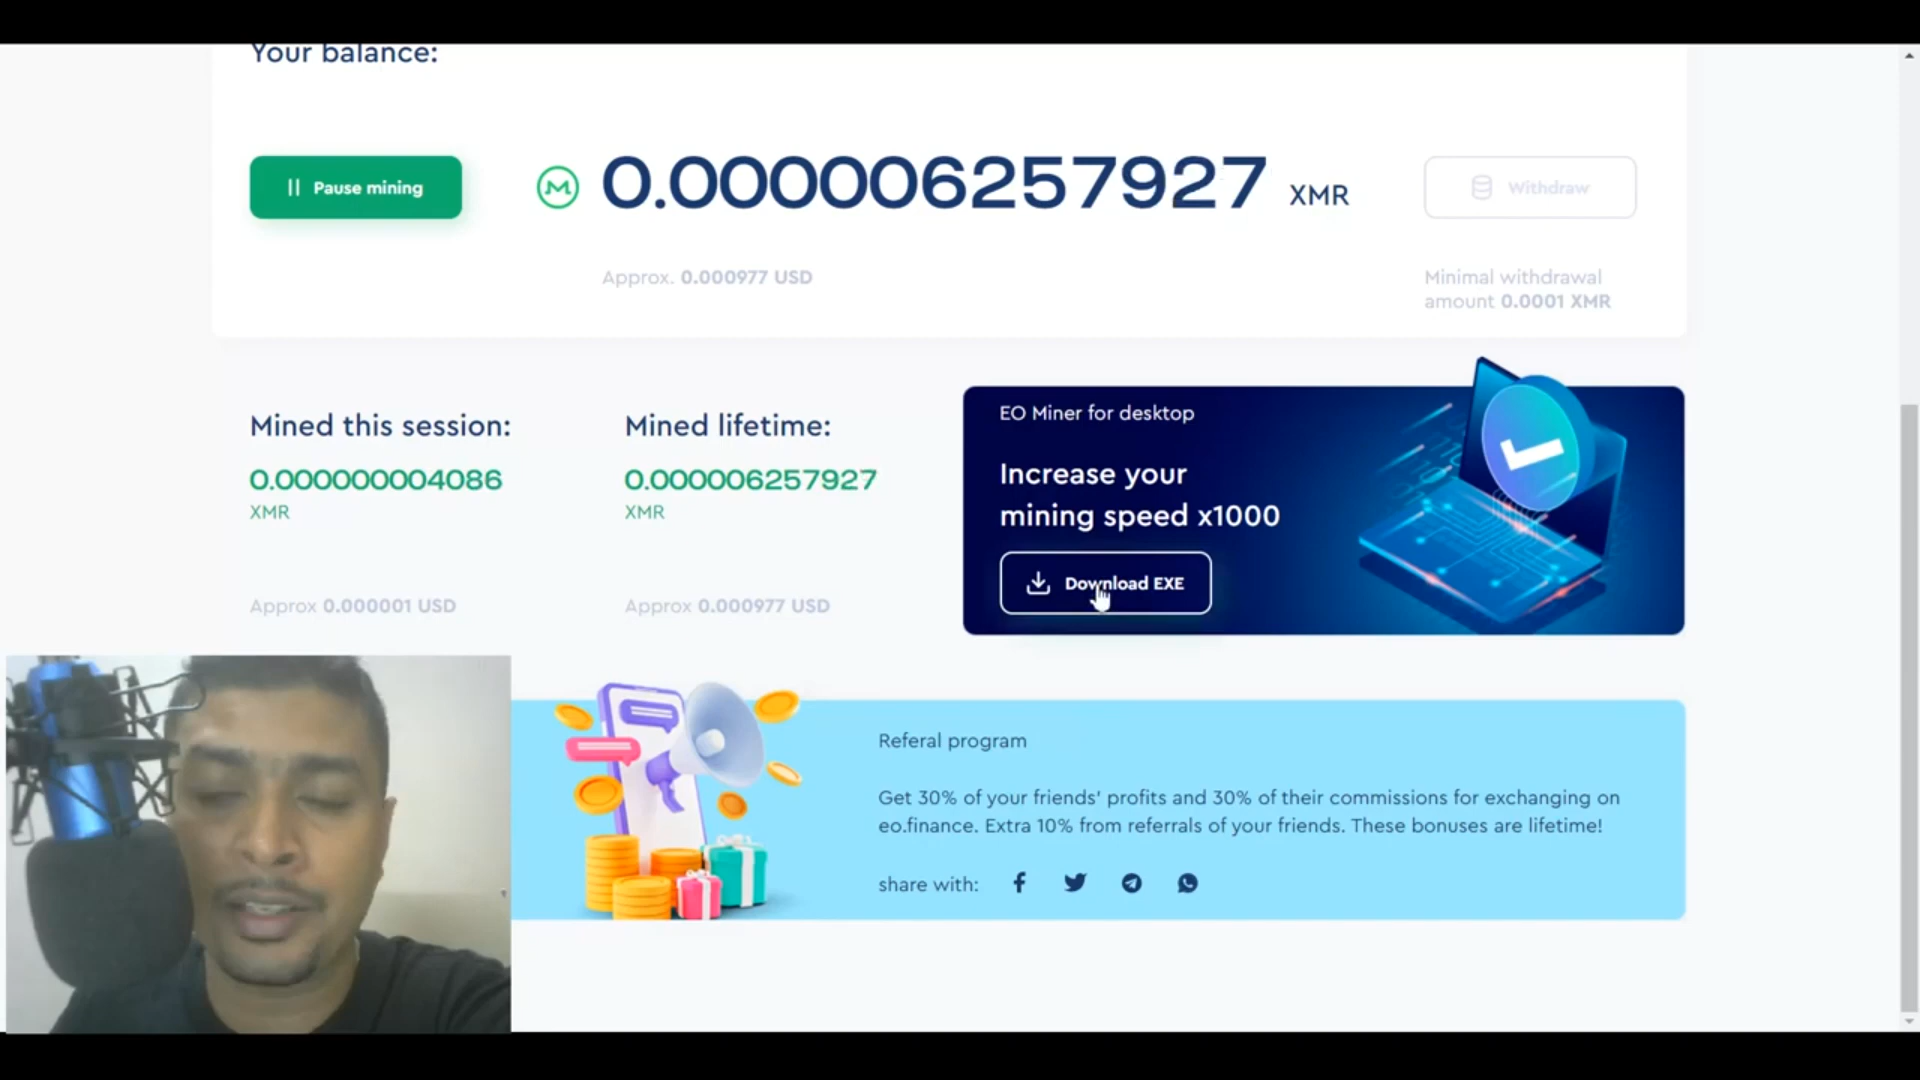 Your balance:
Pause mining
0.000006257927 XMR
Withdraw
Approx. 0.000977 USD
Minimal withdrawal
amount 0.0001 XMR
Mined this session:
0.000000004086
XMR
Approx 0.000001 USD
Mined lifetime:
0.000006257927
XMR
Approx 0.000977 USD
EO Miner for desktop
Increase your
mining speed x1000
Download EXE
Referal program
Get 30% of your friends' profits and 30% of their commissions for exchanging on
eo.finance. Extra 10% from referrals of your friends. These bonuses are lifetime!
share with: